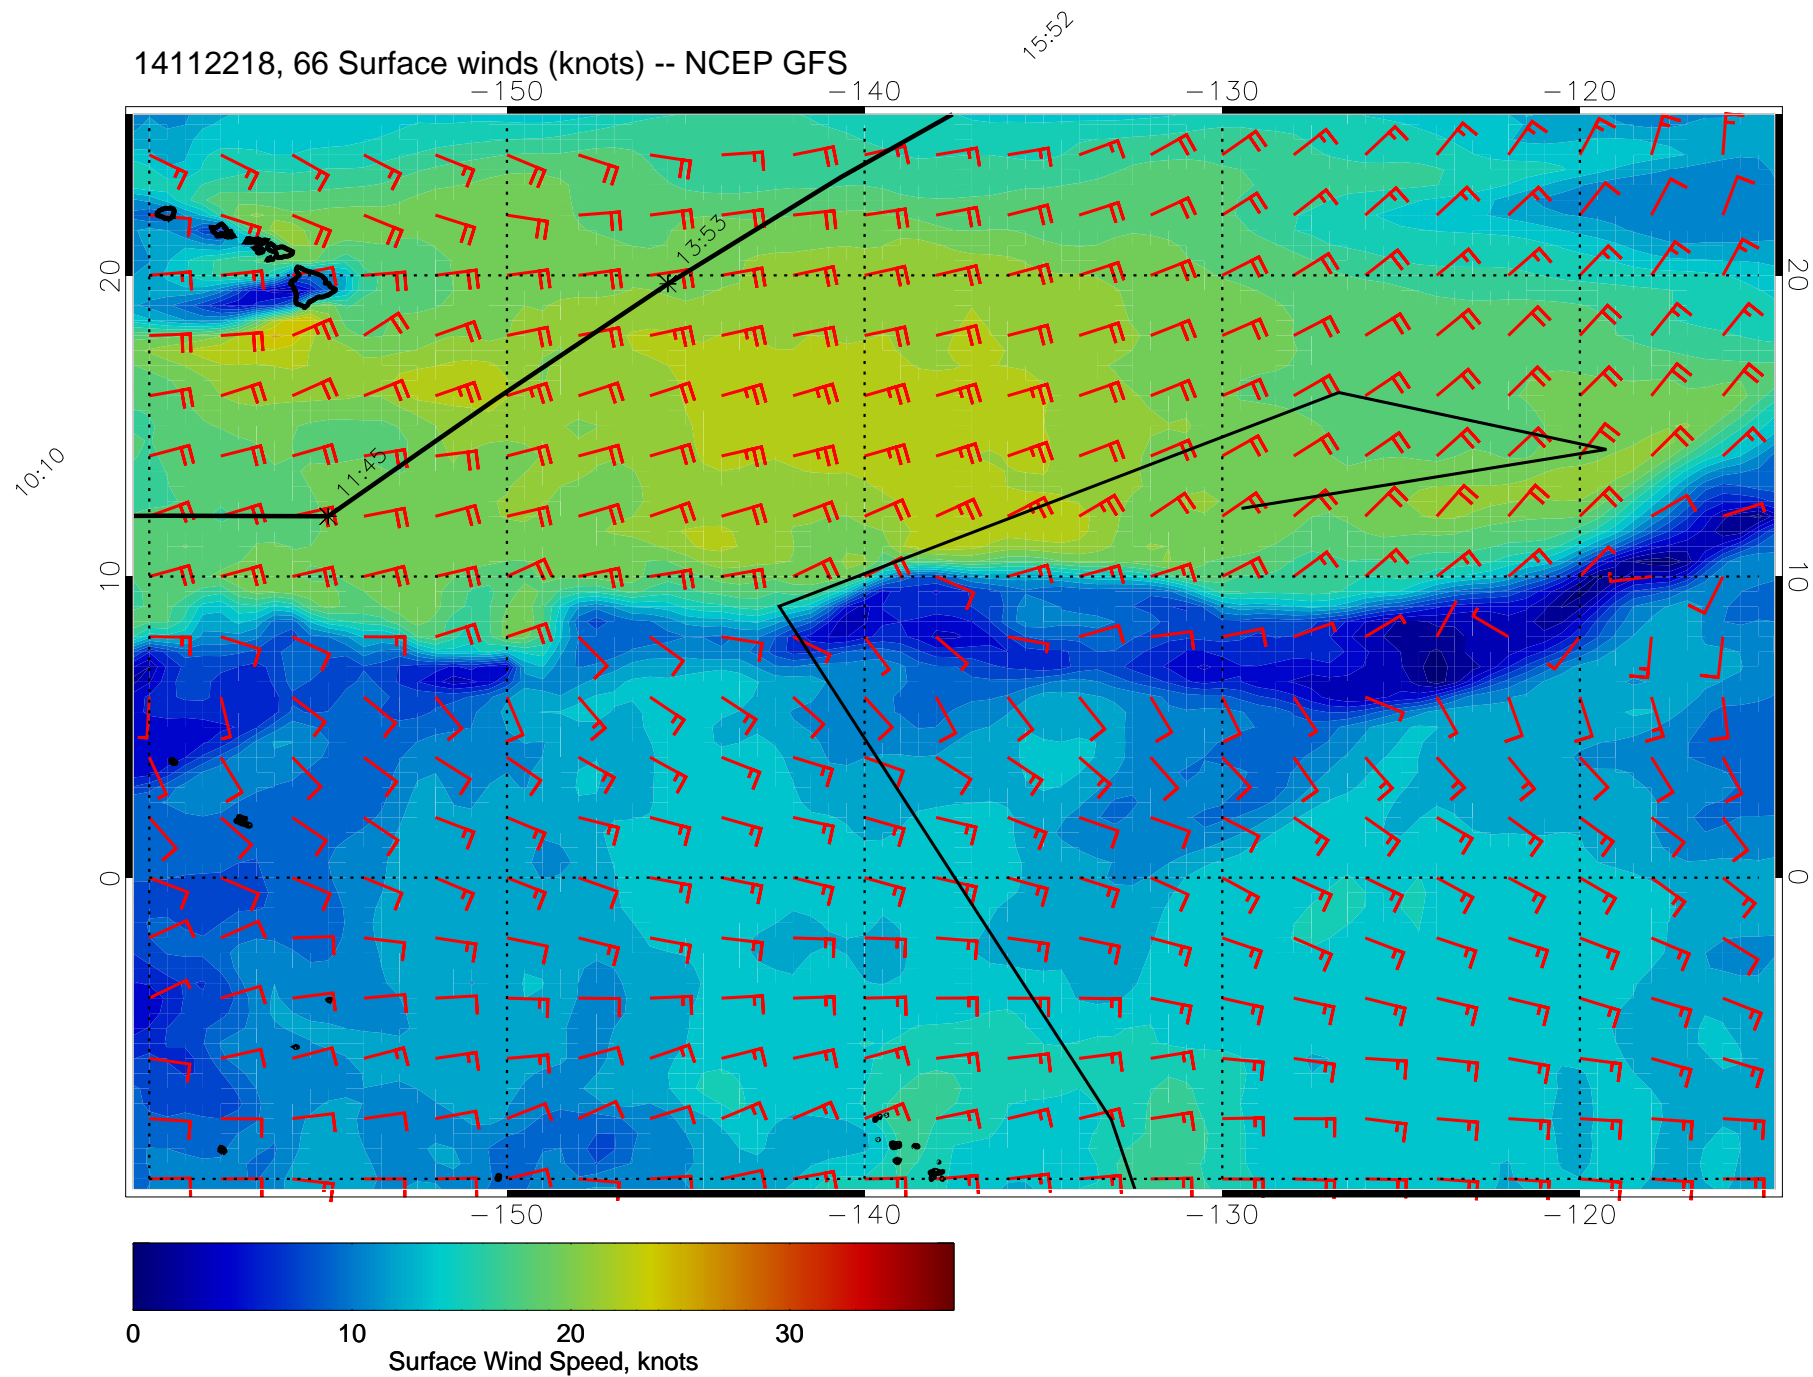 15:52
14112218, 66 Surface winds (knots) -- NCEP GFS
-150 -140 -130 -120
13:53
20 20
10:10
11:45
10 10
0 0
-150 -140 -130 -120
0 10 20 30
Surface Wind Speed, knots